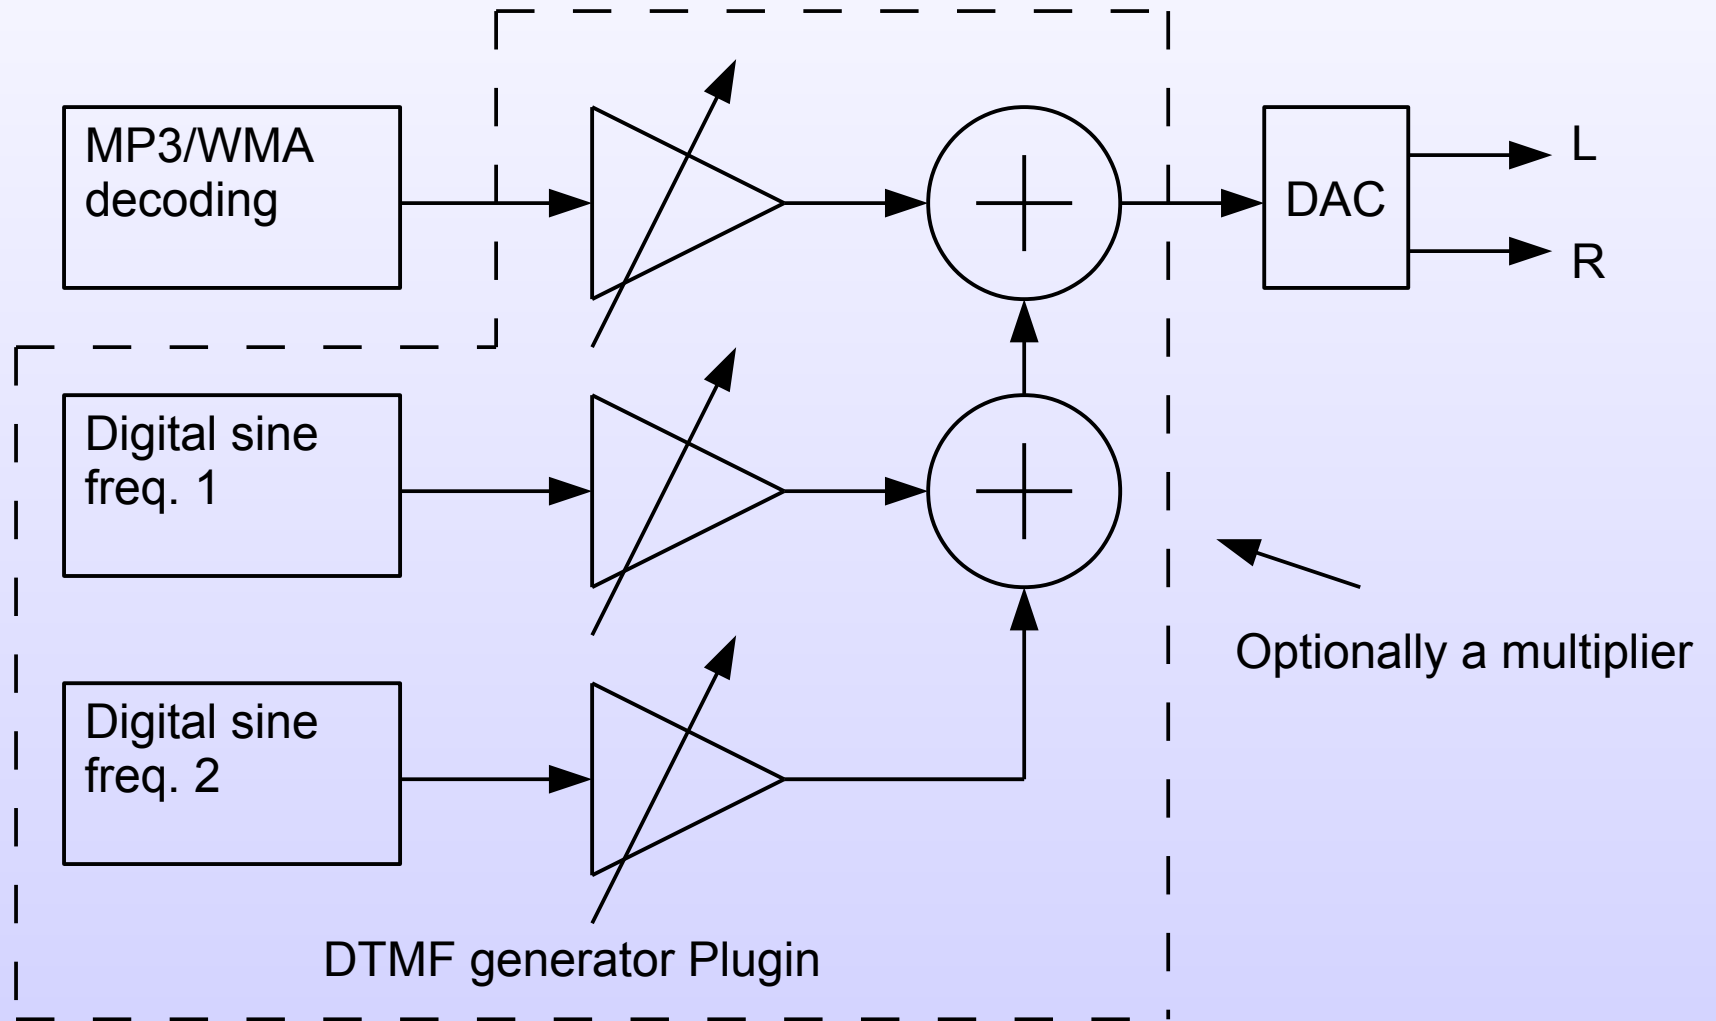 MP3/WMA
decoding
DAC
L
R
Digital sine
freq. 1
Optionally a multiplier
Digital sine
freq. 2
DTMF generator Plugin